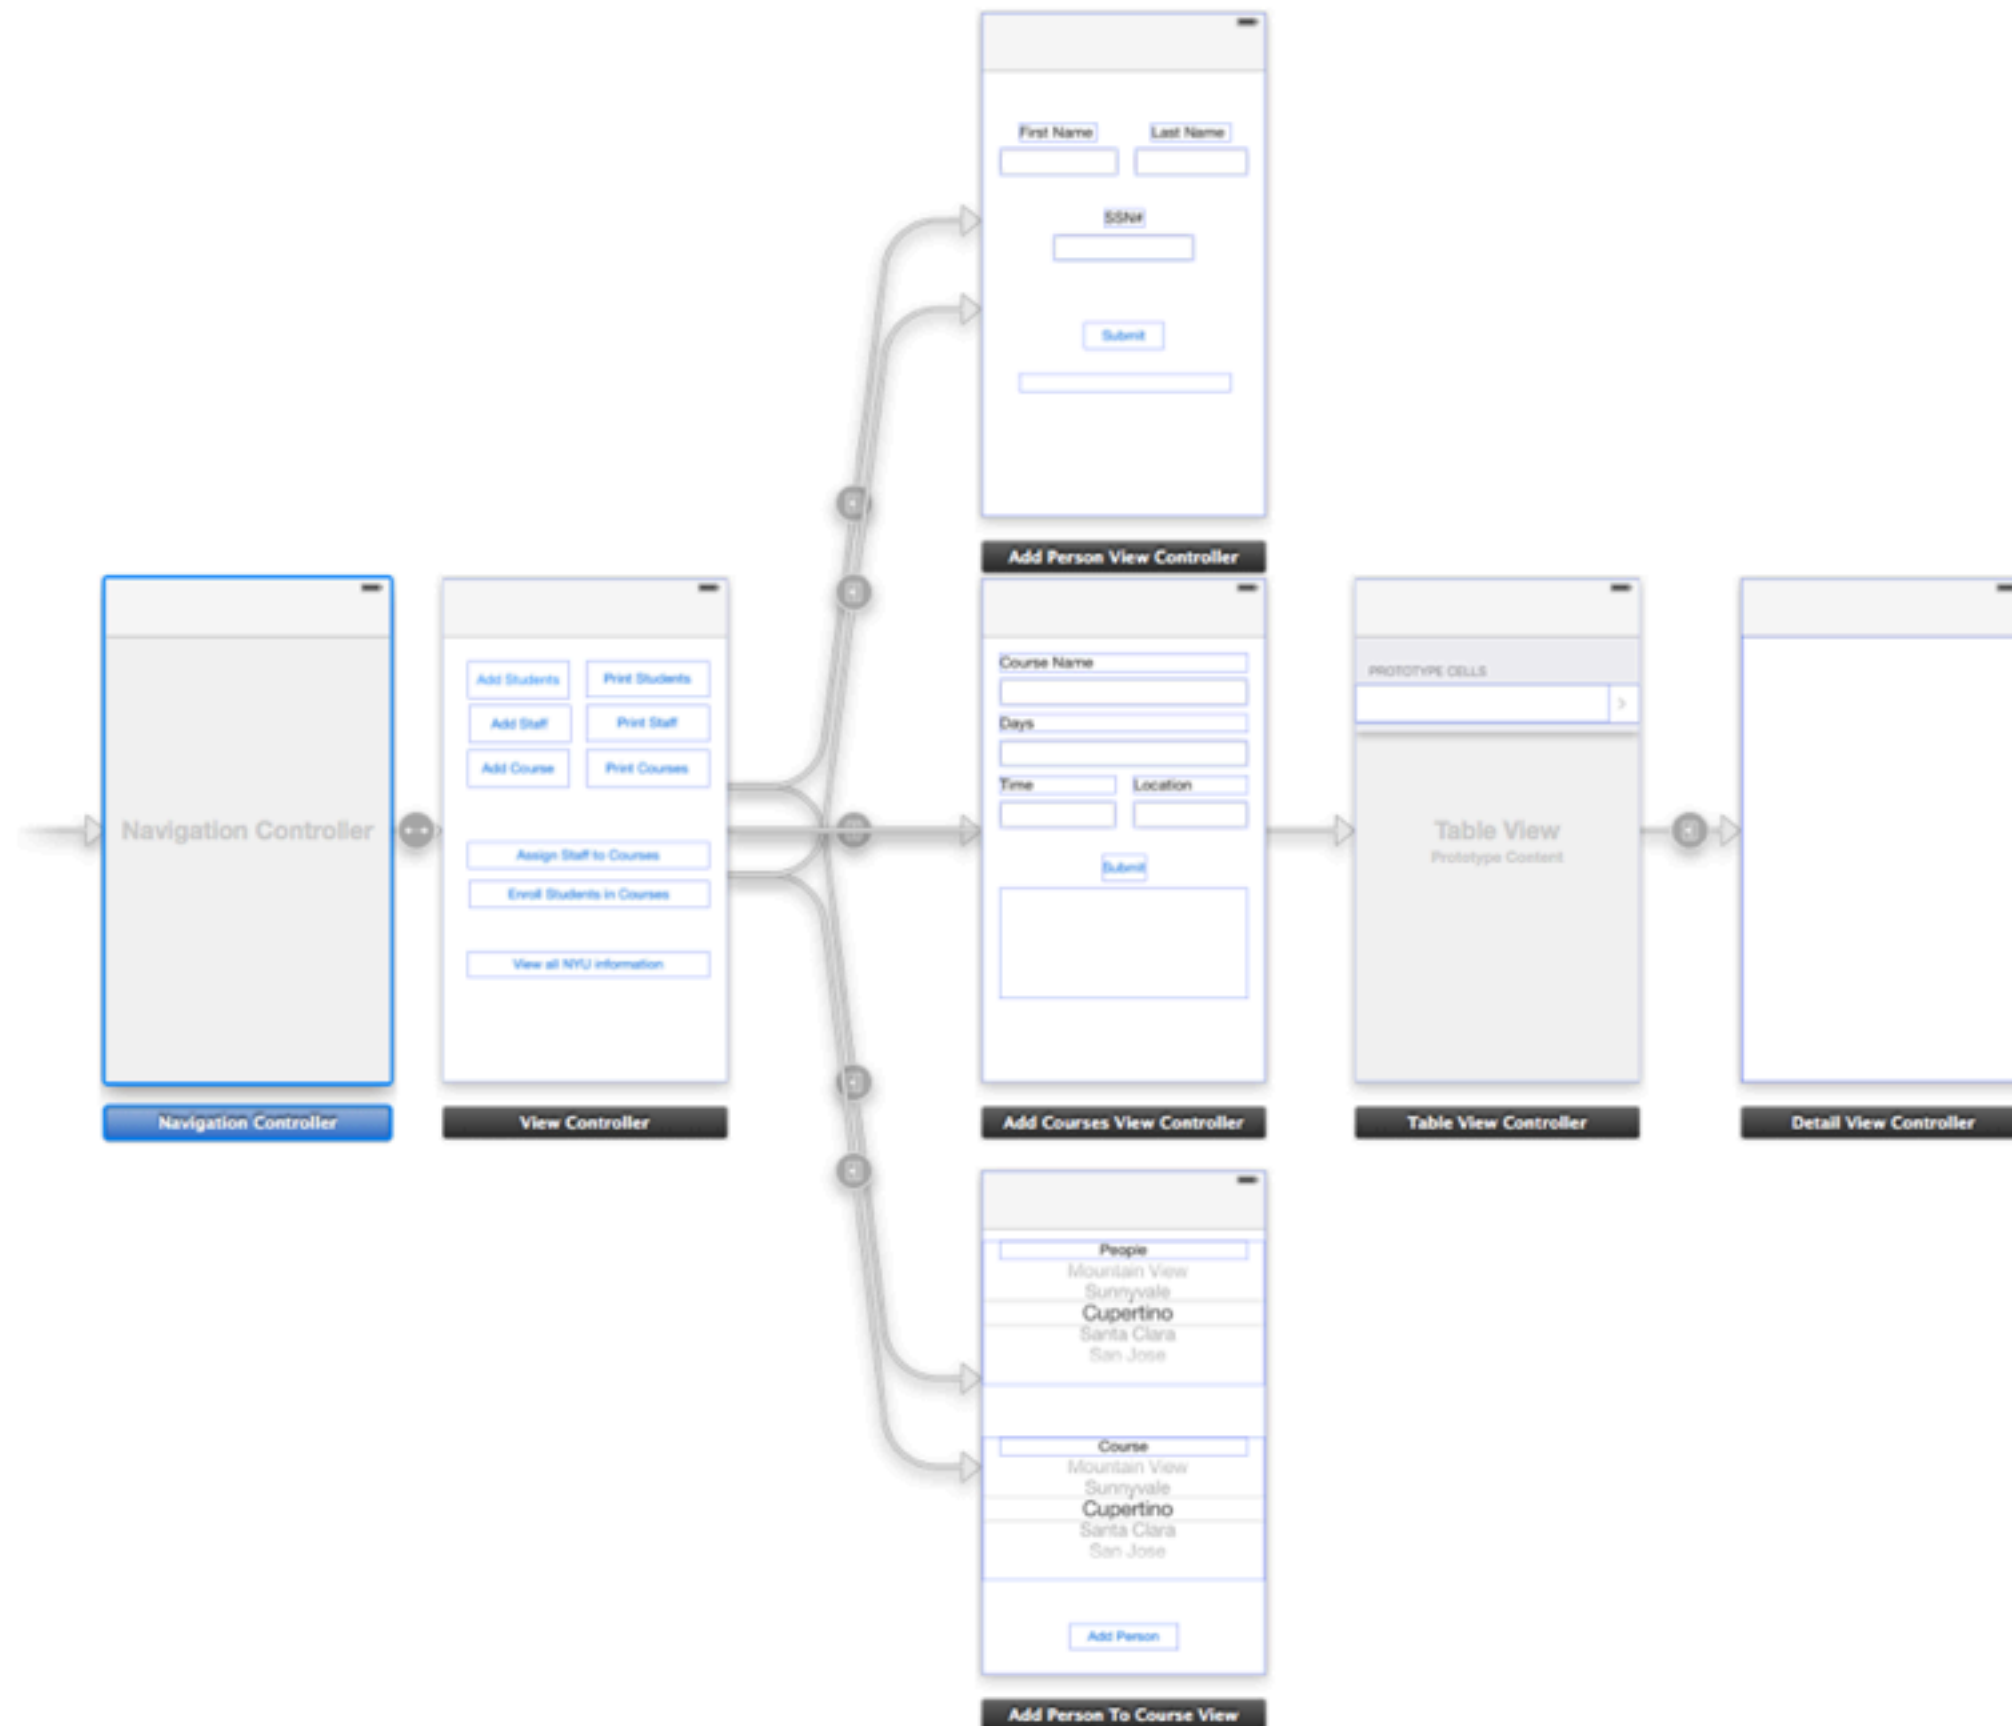 First Name
Last Name
SSN#
Submit
Add Person View Controller
Navigation Controller
Navigation Controller
Add Students
Print Students
Add Staff
Print Staff
Add Course
Print Courses
Assign Staff to Courses
Enroll Students in Courses
View all NYU information
View Controller
Course Name
Days
Time
Location
Submit
Add Courses View Controller
PROTOTYPE CELLS
Table View
Prototype Content
Table View Controller
Detail View Controller
People
Mountain View
Sunnyvale
Cupertino
Santa Clara
San Jose
Course
Mountain View
Sunnyvale
Cupertino
Santa Clara
San Jose
Add Person
Add Person To Course View